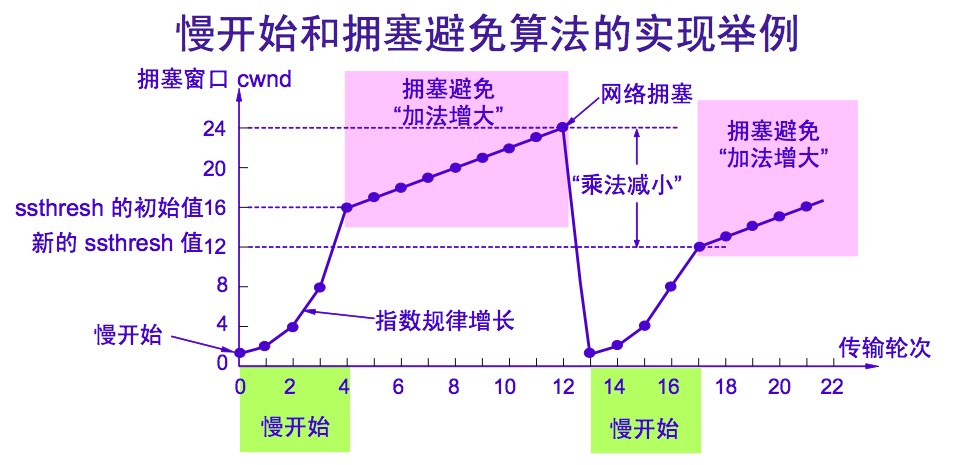 慢开始和拥塞避免算法的实现举例
拥塞窗口 cwnd
拥塞避免
“加法增大”
网络拥塞
拥塞避免
“加法增大”
24
20
“乘法减小”
ssthresh 的初始值16
新的 ssthresh 值12
8
4
指数规律增长
慢开始
0
传输轮次
0 2 4 6 8 10 12 14 16 18 20 22
慢开始
慢开始